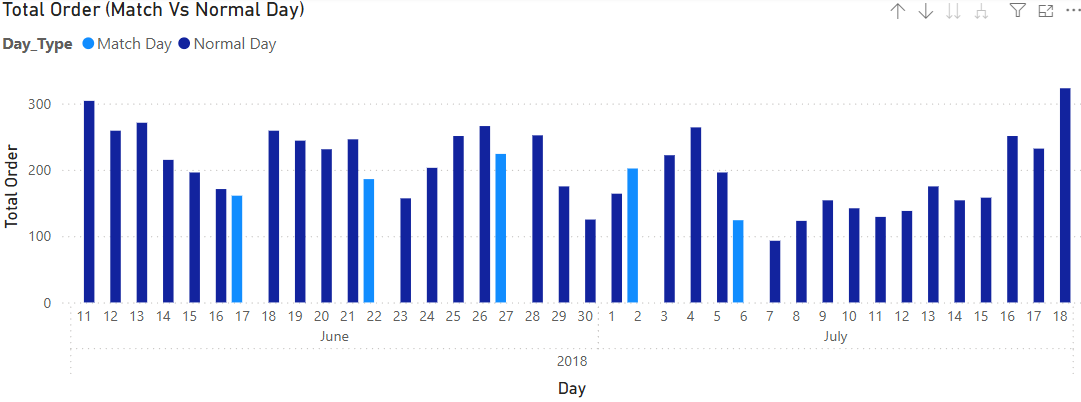 Total Order (Match Vs Normal Day)
Day_Type Match Day Normal Day
300
200
100
0
Total Order
11 12 13 14 15 16 17 18 19 20 21 22 23 24 25 26 27 28 29 30 1 2 3 4 5 6 7 8 9 10 11 12 13 14 15 16 17 18
June July
2018
Day